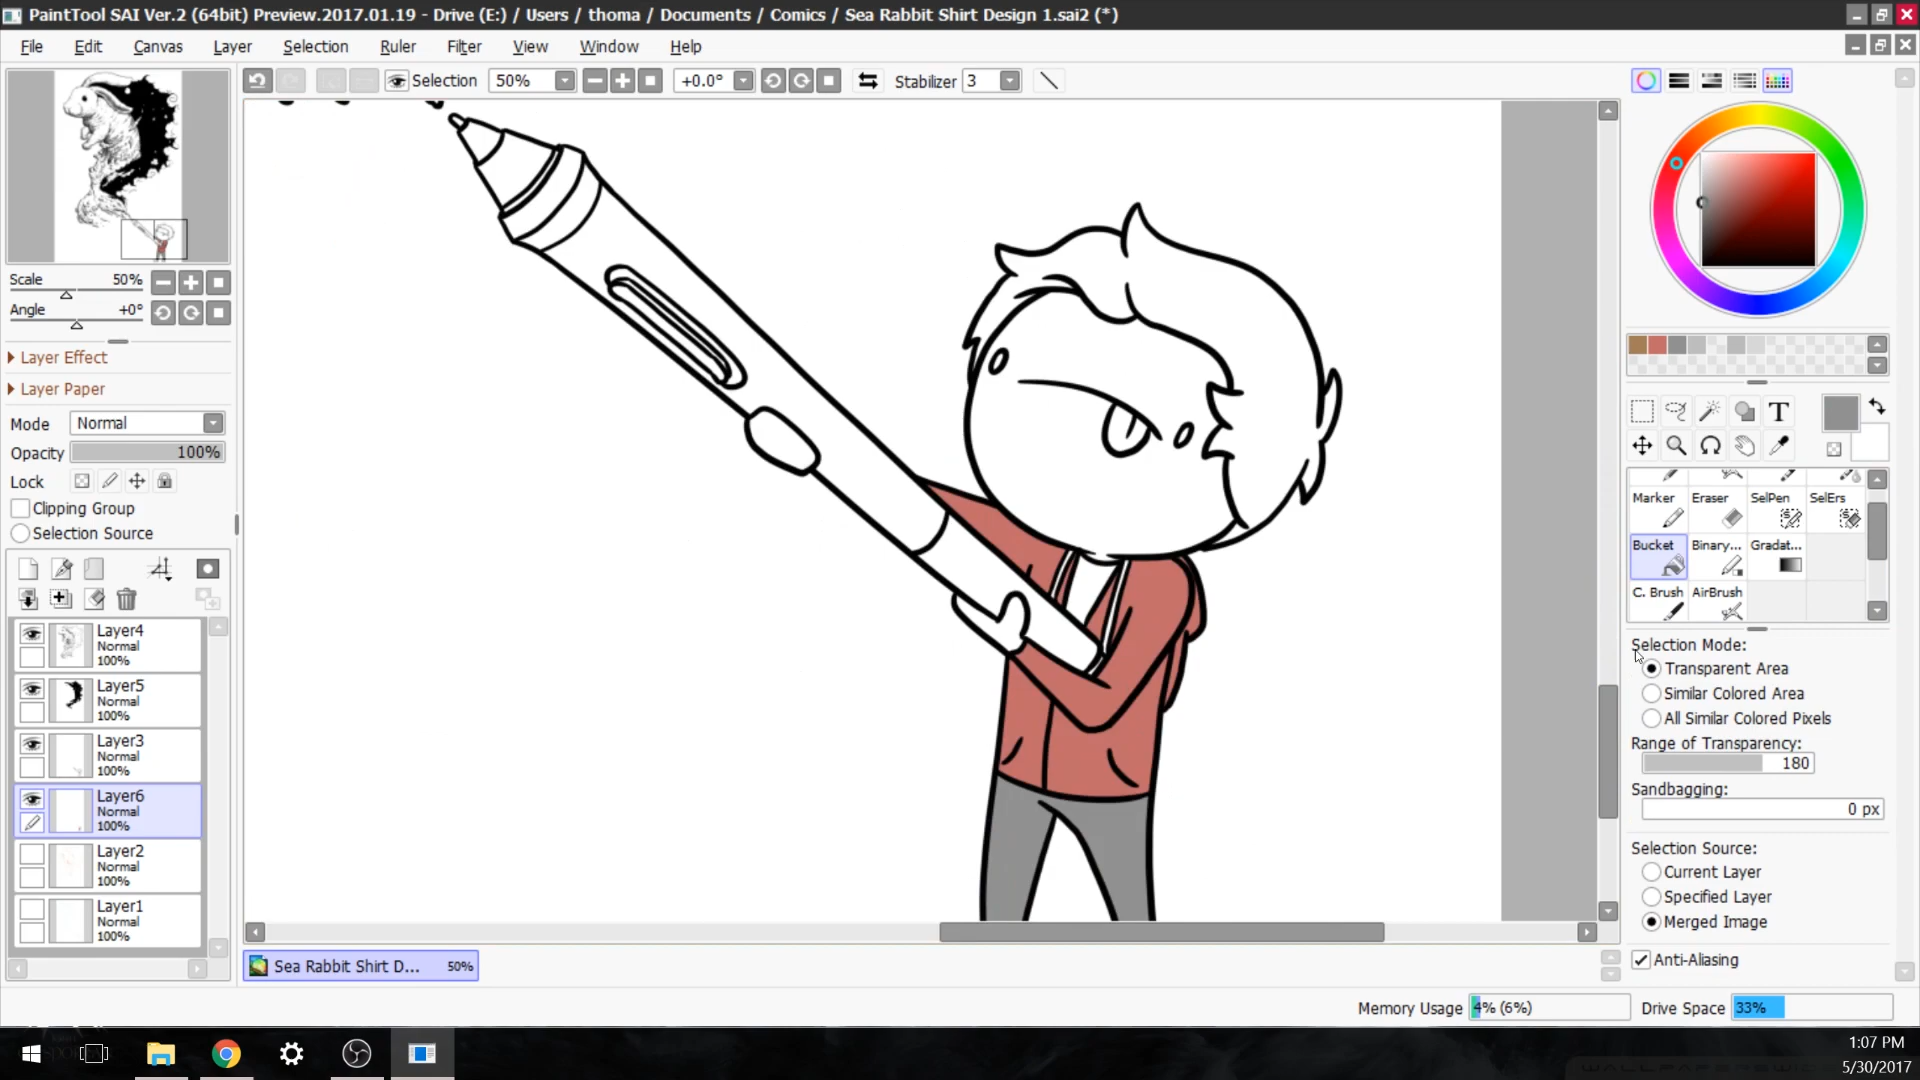 PaintTool SAI Ver.2 (64bit) Preview.2017.01.19 - Drive (E:) / Users / thoma / Documents / Comics / Sea Rabbit Shirt Design 1.sai2 (*)
File Edit Canvas Layer Selection Ruler Filter View Window Help
Selection 50% +0.0° Stabilizer 3
Scale 50%
Angle +0°
Layer Effect
Layer Paper
Mode Normal
Opacity 100%
Lock
Clipping Group
Selection Source
Layer4
Normal
100%
Layer5
Normal
100%
Layer3
Normal
100%
Layer6
Normal
100%
Layer2
Normal
100%
Layer1
Normal
100%
T
Marker Eraser SelPen SelErs
Bucket Binary... Gradat...
C. Brush AirBrush
Selection Mode:
Transparent Area
Similar Colored Area
All Similar Colored Pixels
Range of Transparency:
180
Sandbagging:
0 px
Selection Source:
Current Layer
Specified Layer
Merged Image
Anti-Aliasing
Sea Rabbit Shirt D... 50%
Memory Usage 4% (6%) Drive Space 33%
1:07 PM
5/30/2017